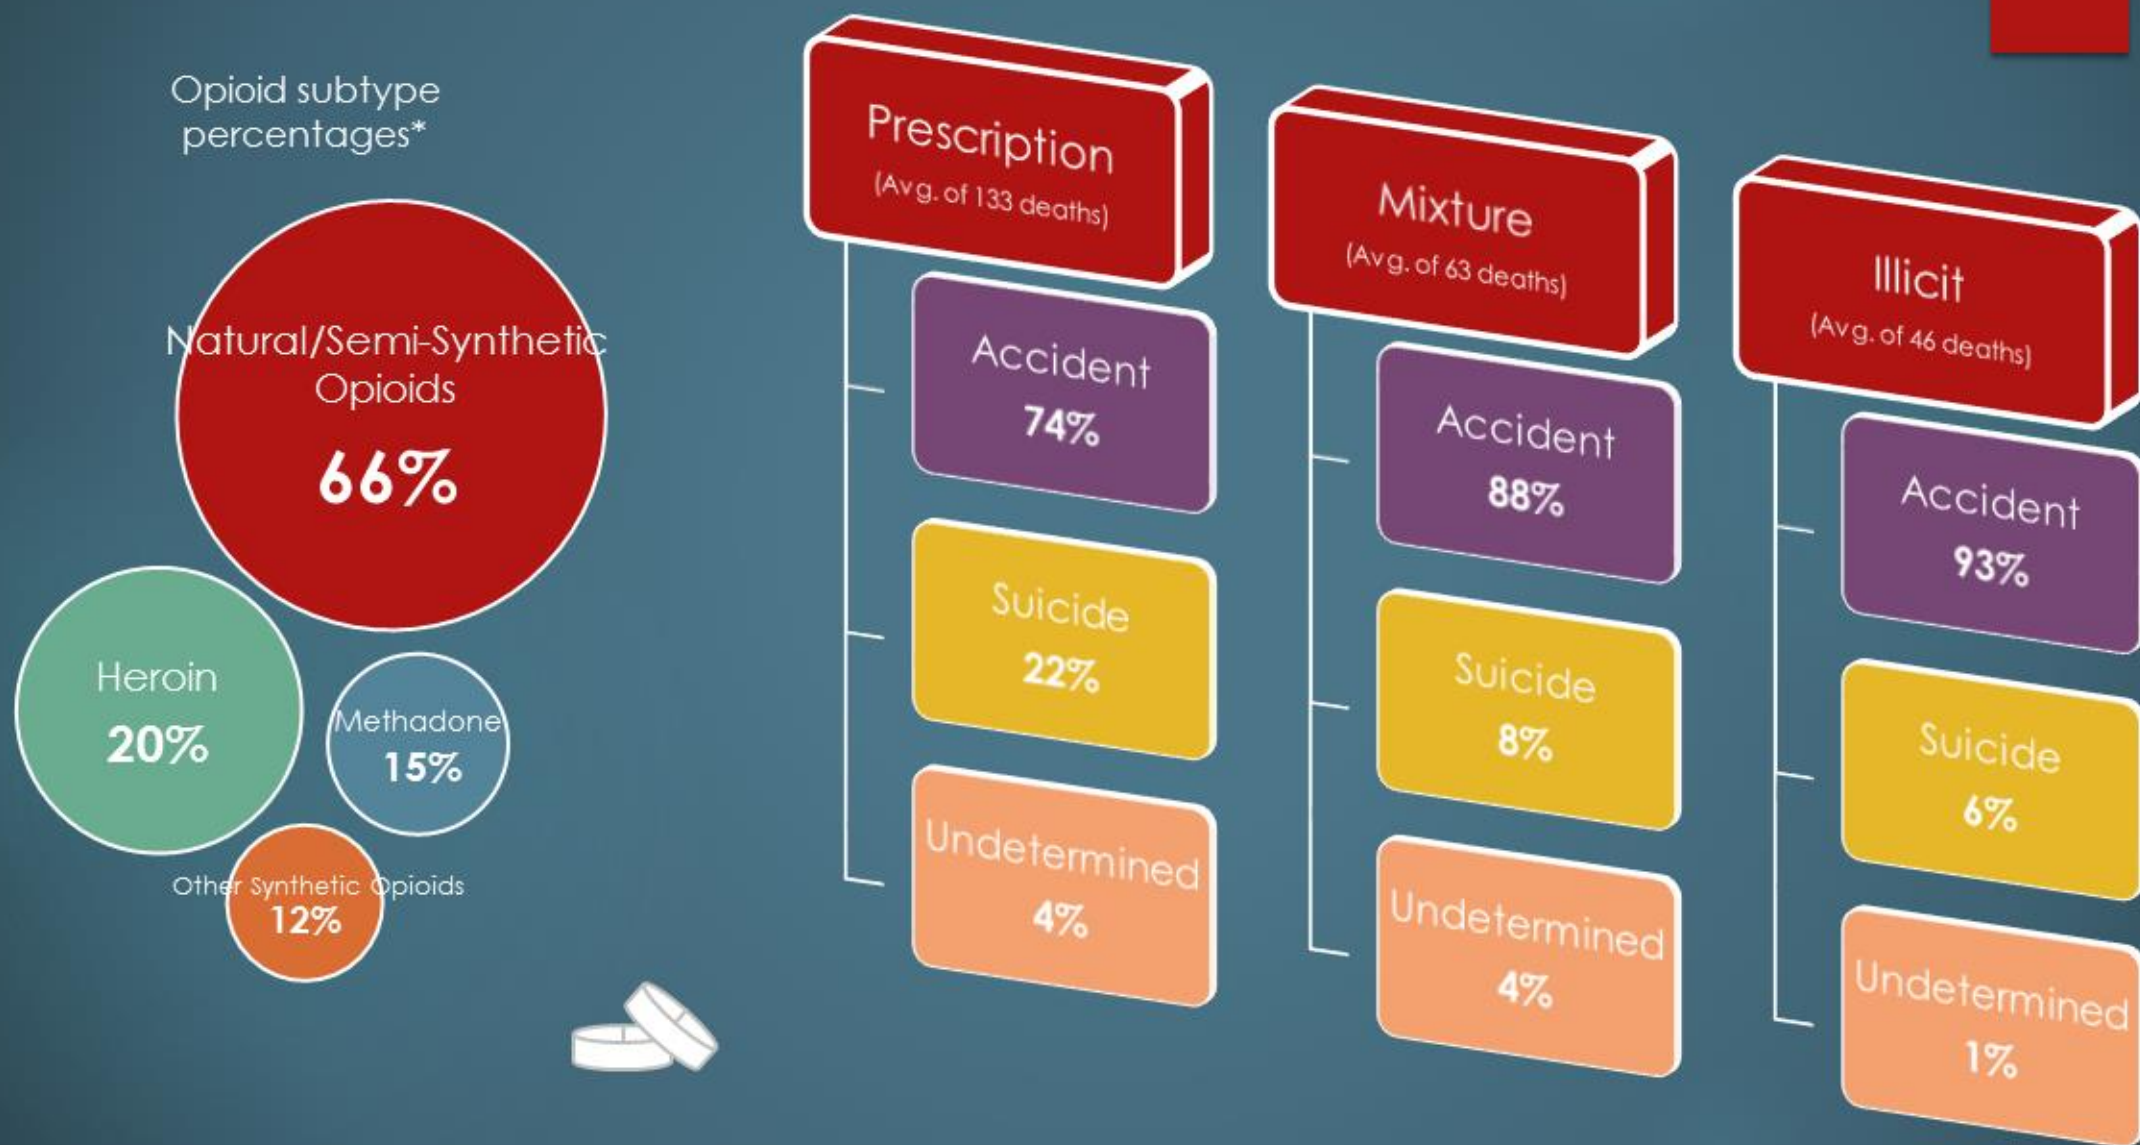 Opioid subtype
percentages*
Natural/Semi-Synthetic
Opioids
66%
Heroin
20%
Methadone
15%
Other Synthetic Opioids
12%
Prescription
(Avg. of 133 deaths)
Accident
74%
Suicide
22%
Undetermined
4%
Mixture
(Avg. of 63 deaths)
Accident
88%
Suicide
8%
Undetermined
4%
Illicit
(Avg. of 46 deaths)
Accident
93%
Suicide
6%
Undetermined
1%